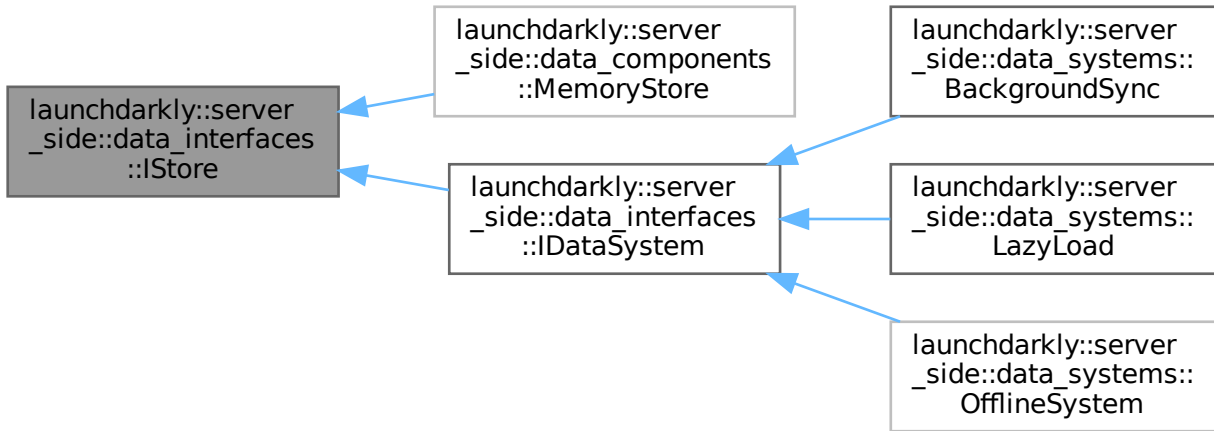 launchdarkly::server
_side::data_interfaces
::IStore
launchdarkly::server
_side::data_components
::MemoryStore
launchdarkly::server
_side::data_interfaces
::IDataSystem
launchdarkly::server
_side::data_systems::
BackgroundSync
launchdarkly::server
_side::data_systems::
LazyLoad
launchdarkly::server
_side::data_systems::
OfflineSystem